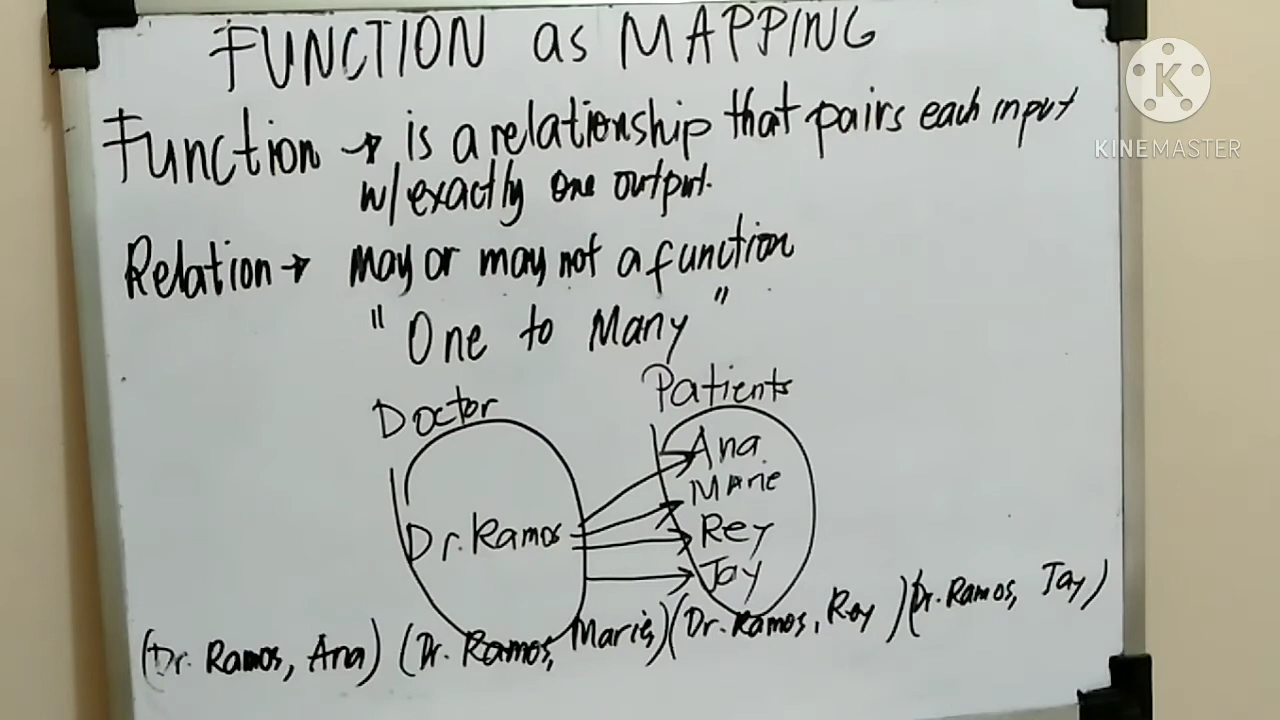 FUNCTION as MAPPING
Function → is a relationship that pairs each input
w/ exactly one output.
Relation → may or may not a function
" One to Many "
Doctor
Patients
Dr. Ramos
Ana
Marie
Rey
Jay
(Dr. Ramos, Ana) (Dr. Ramos, Marie) (Dr. Ramos, Rey) (Dr. Ramos, Jay)
K
KINEMASTER